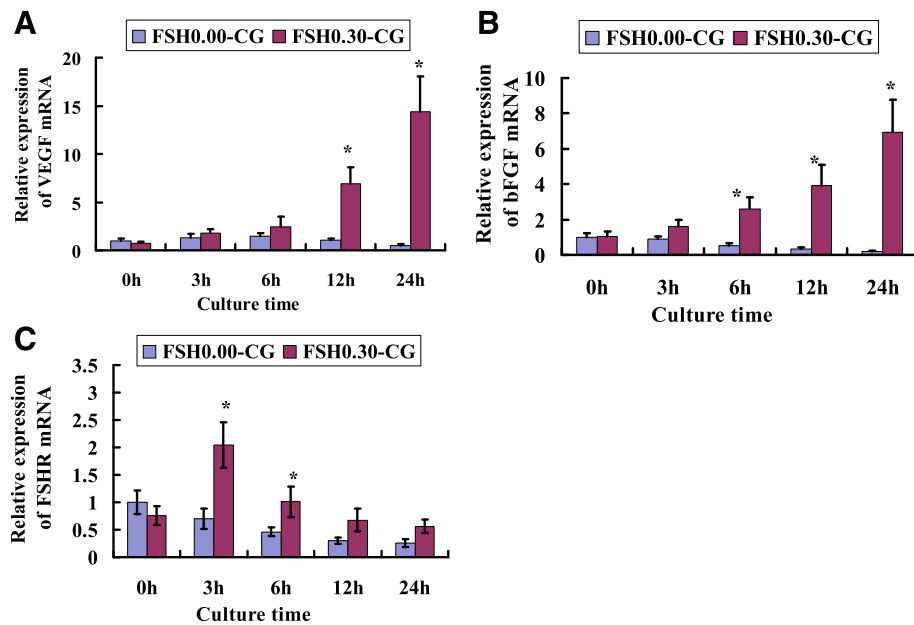 A
FSH0.00-CG FSH0.30-CG
Relative expression
of VEGF mRNA
20
15
10
5
0
*
*
0h 3h 6h 12h 24h
Culture time
B
FSH0.00-CG FSH0.30-CG
Relative expression
of bFGF mRNA
10
8
6
4
2
0
*
*
*
0h 3h 6h 12h 24h
Culture time
C
FSH0.00-CG FSH0.30-CG
Relative expression
of FSHR mRNA
3.5
3
2.5
2
1.5
1
0.5
0
*
*
0h 3h 6h 12h 24h
Culture time